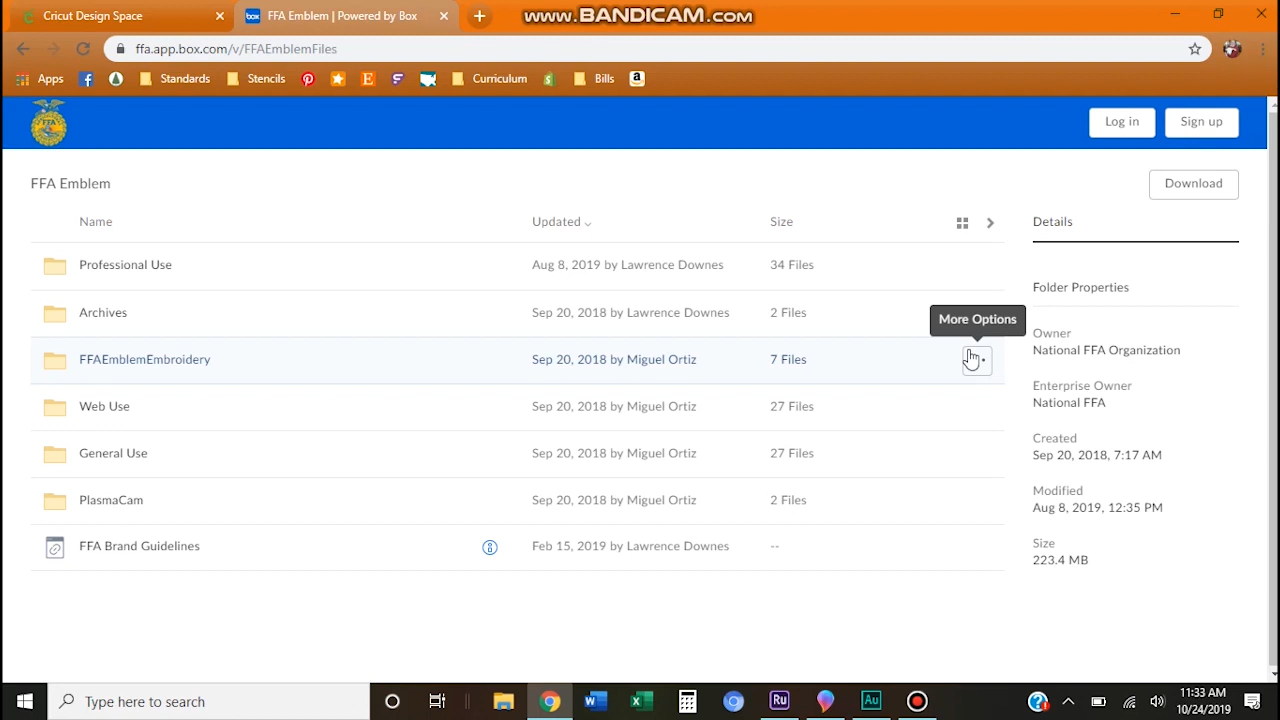 Cricut Design Space
FFA Emblem | Powered by Box
www.BANDICAM.com
ffa.app.box.com/v/FFAEmblemFiles
Apps Standards Stencils Curriculum Bills
FFA
Log in Sign up
FFA Emblem Download
Name Updated Size Details
Professional Use Aug 8, 2019 by Lawrence Downes 34 Files
Folder Properties
Archives Sep 20, 2018 by Lawrence Downes 2 Files
More Options
Owner
National FFA Organization
FFAEmblemEmbroidery Sep 20, 2018 by Miguel Ortiz 7 Files
Enterprise Owner
National FFA
Web Use Sep 20, 2018 by Miguel Ortiz 27 Files
Created
Sep 20, 2018, 7:17 AM
General Use Sep 20, 2018 by Miguel Ortiz 27 Files
Modified
Aug 8, 2019, 12:35 PM
PlasmaCam Sep 20, 2018 by Miguel Ortiz 2 Files
FFA Brand Guidelines Feb 15, 2019 by Lawrence Downes --
Size
223.4 MB
Type here to search
Ru
Au
11:33 AM
10/24/2019